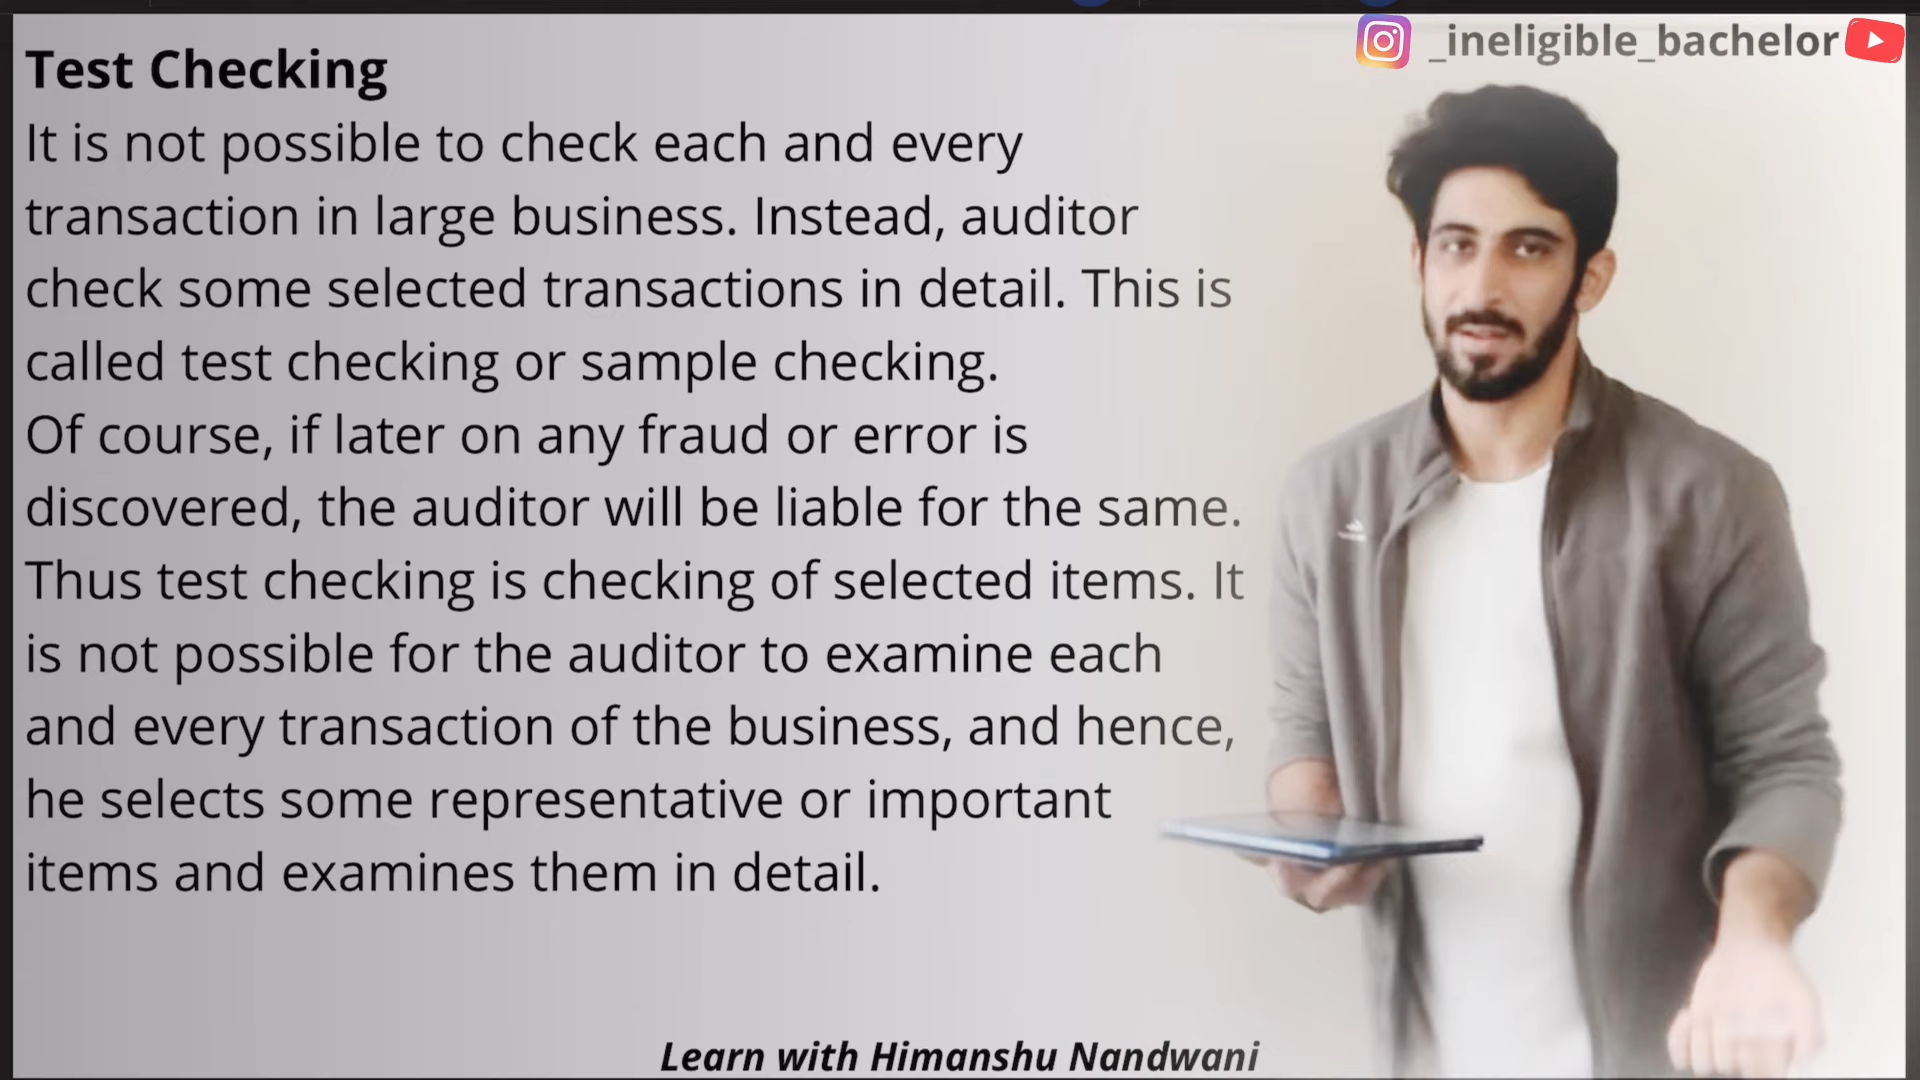 _ineligible_bachelor
Test Checking
It is not possible to check each and every
transaction in large business. Instead, auditor
check some selected transactions in detail. This is
called test checking or sample checking.
Of course, if later on any fraud or error is
discovered, the auditor will be liable for the same.
Thus test checking is checking of selected items. It
is not possible for the auditor to examine each
and every transaction of the business, and hence,
he selects some representative or important
items and examines them in detail.
Learn with Himanshu Nandwani